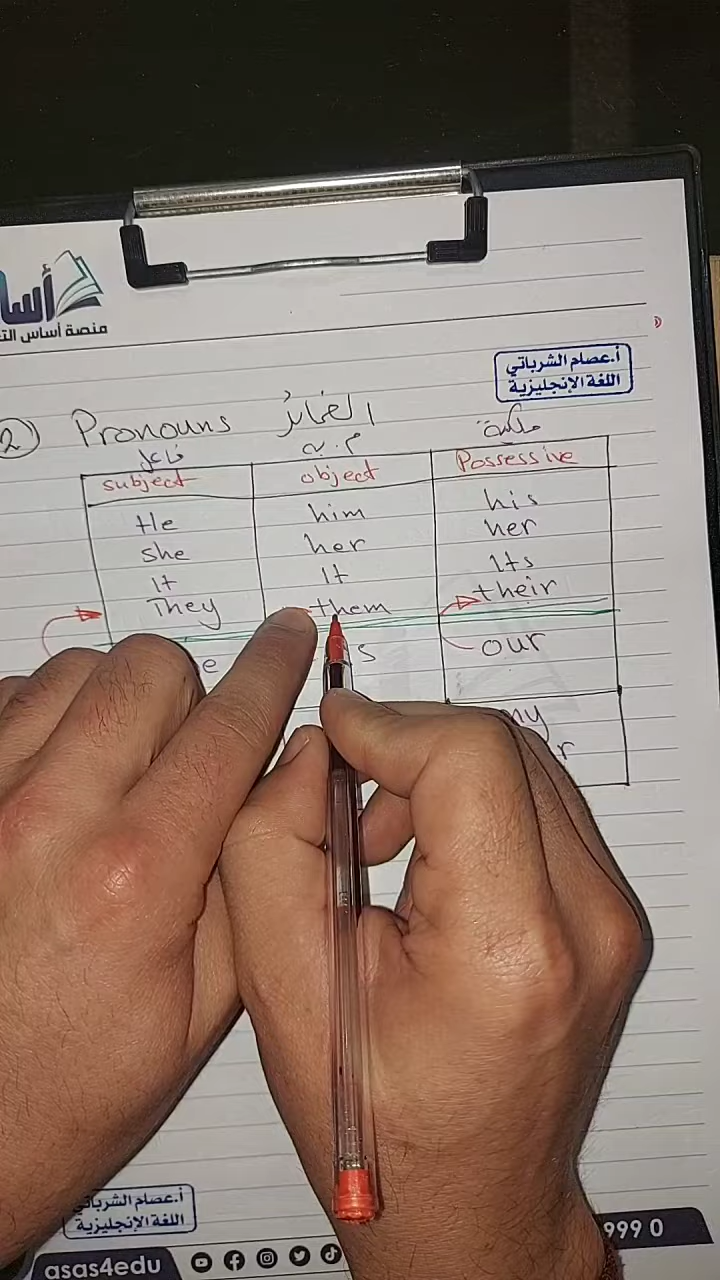 أسا
منصة أساس الت
أ.عصام الشرباتي
اللغة الإنجليزية
2) Pronouns الضمائر
فاعل م. به ملكية
subject object Possessive
He him his
she her her
It It Its
They them their
e s our
my
r
أ.عصام الشرباتي
اللغة الإنجليزية
asas4edu 999 0